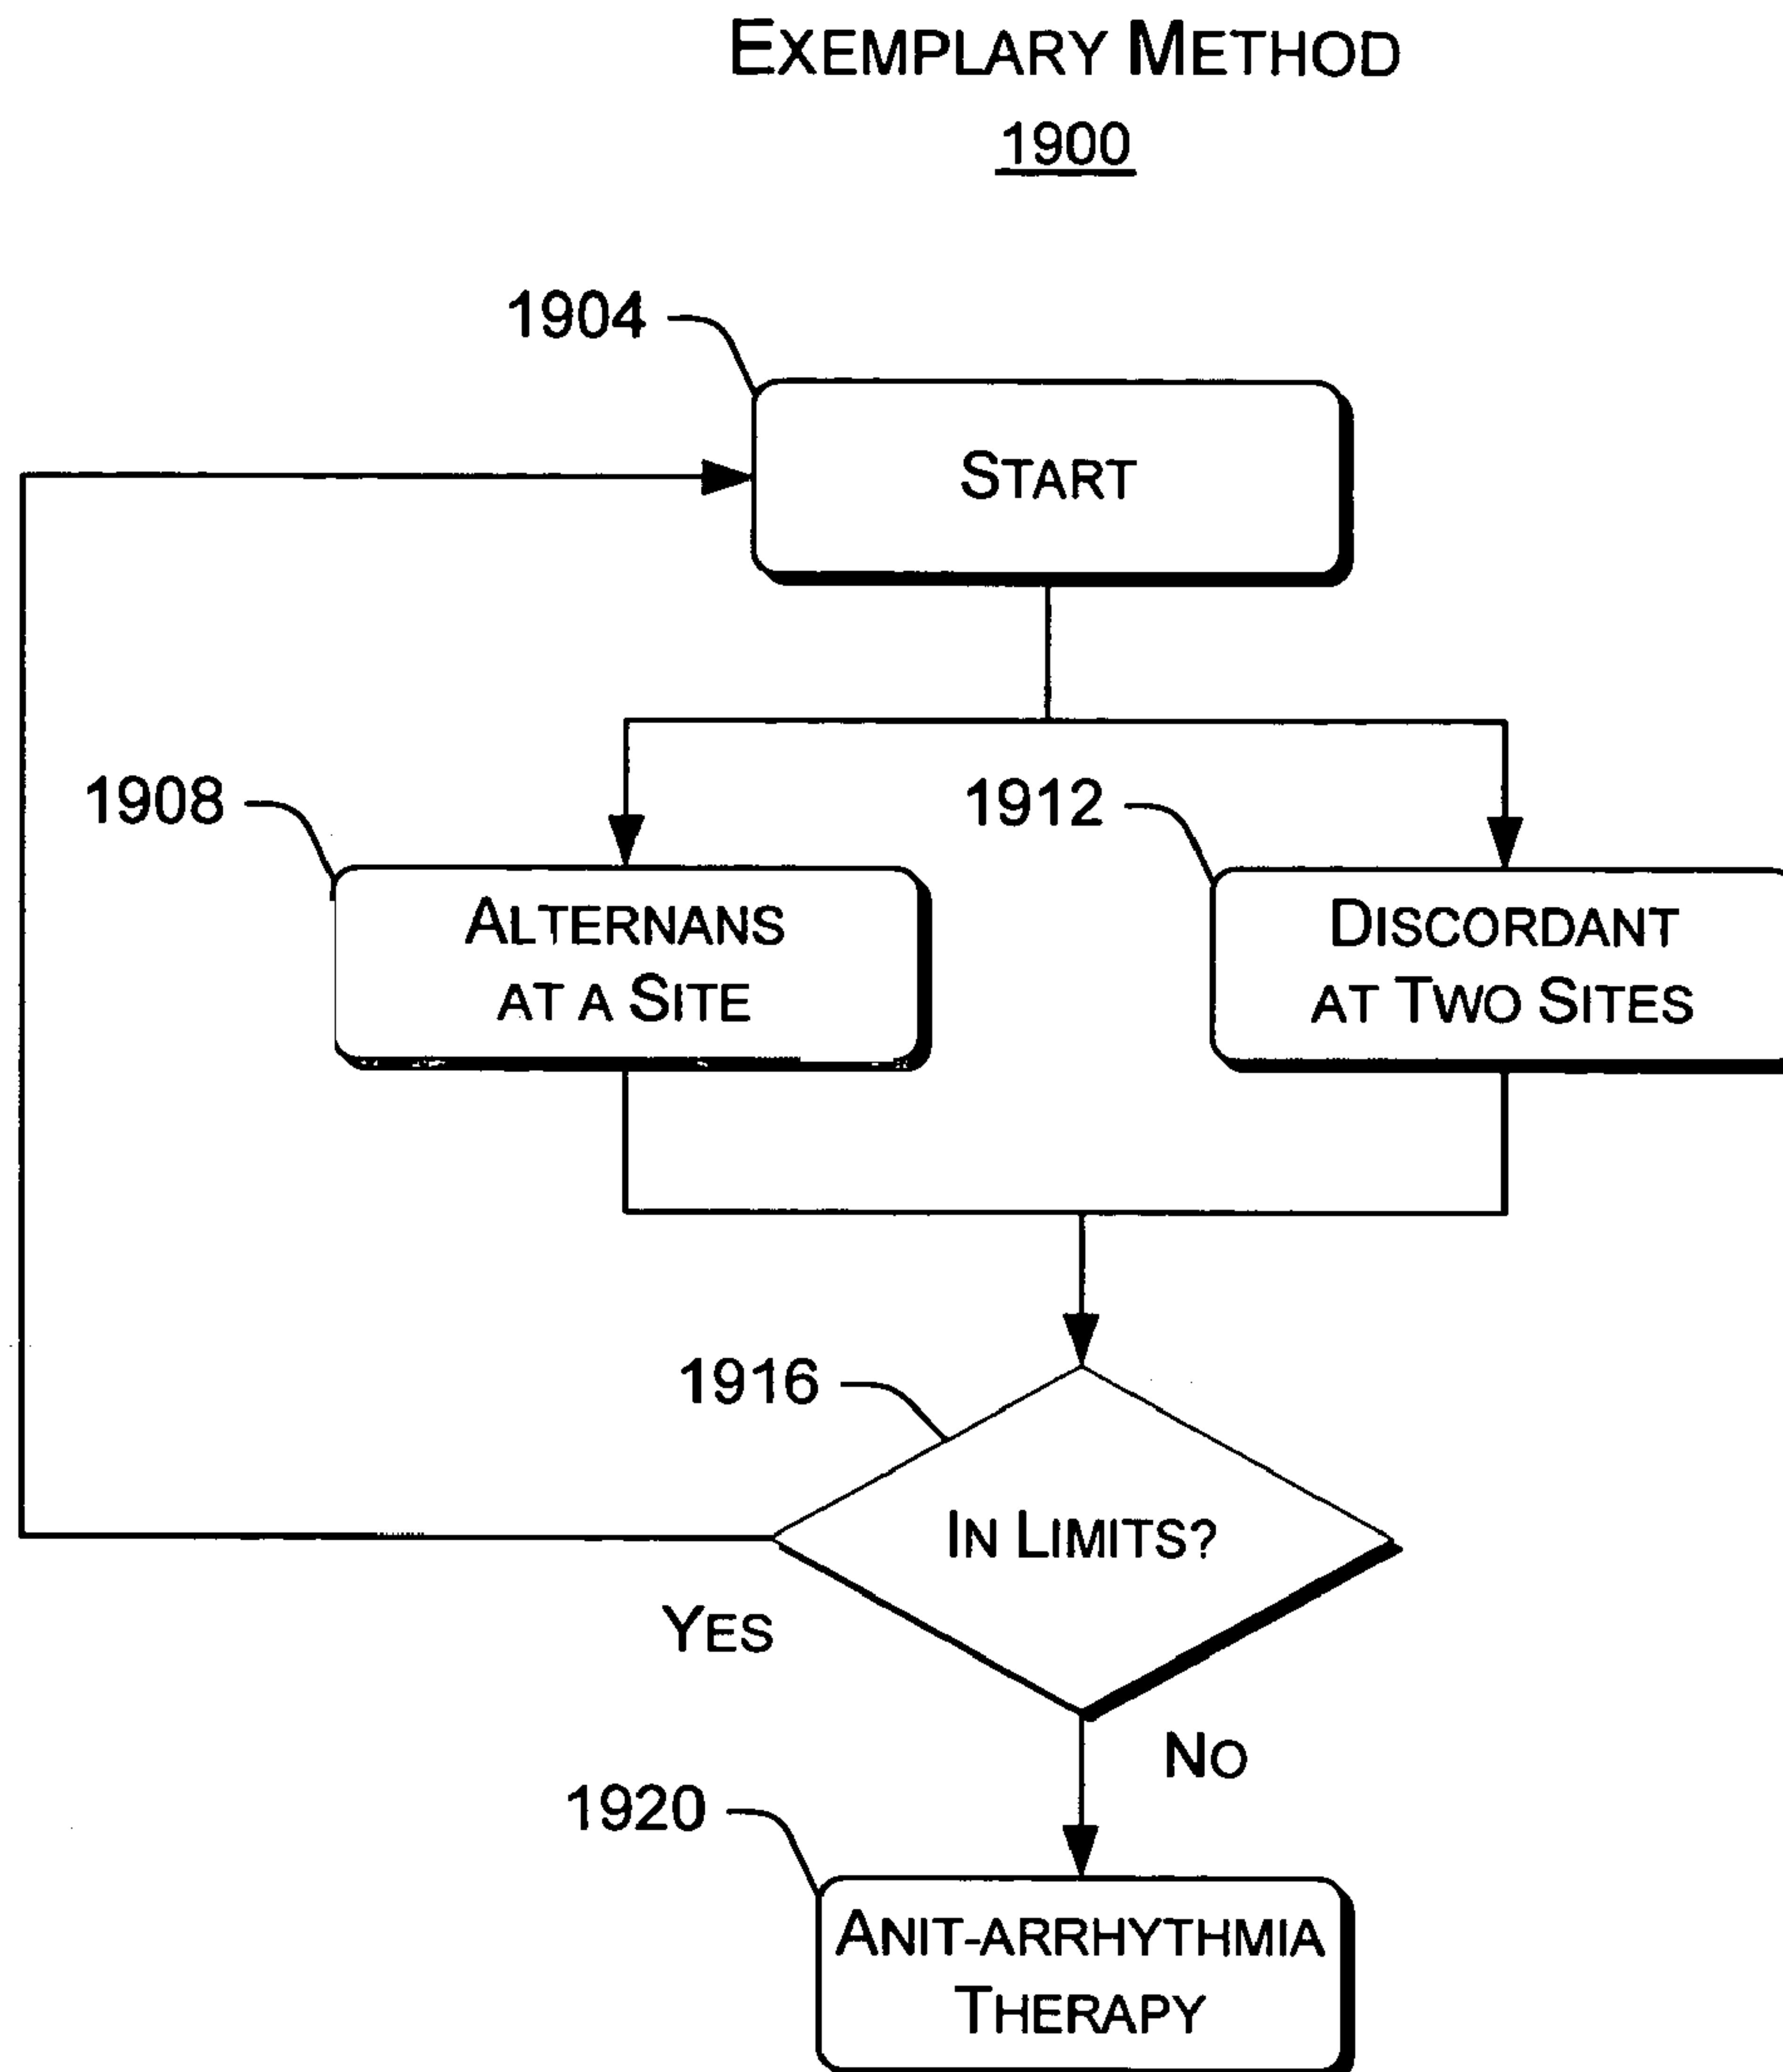 EXEMPLARY METHOD
1900
1904
START
1908
1912
ALTERNANS
AT A SITE
DISCORDANT
AT TWO SITES
1916
IN LIMITS?
YES
NO
1920
ANIT-ARRHYTHMIA
THERAPY